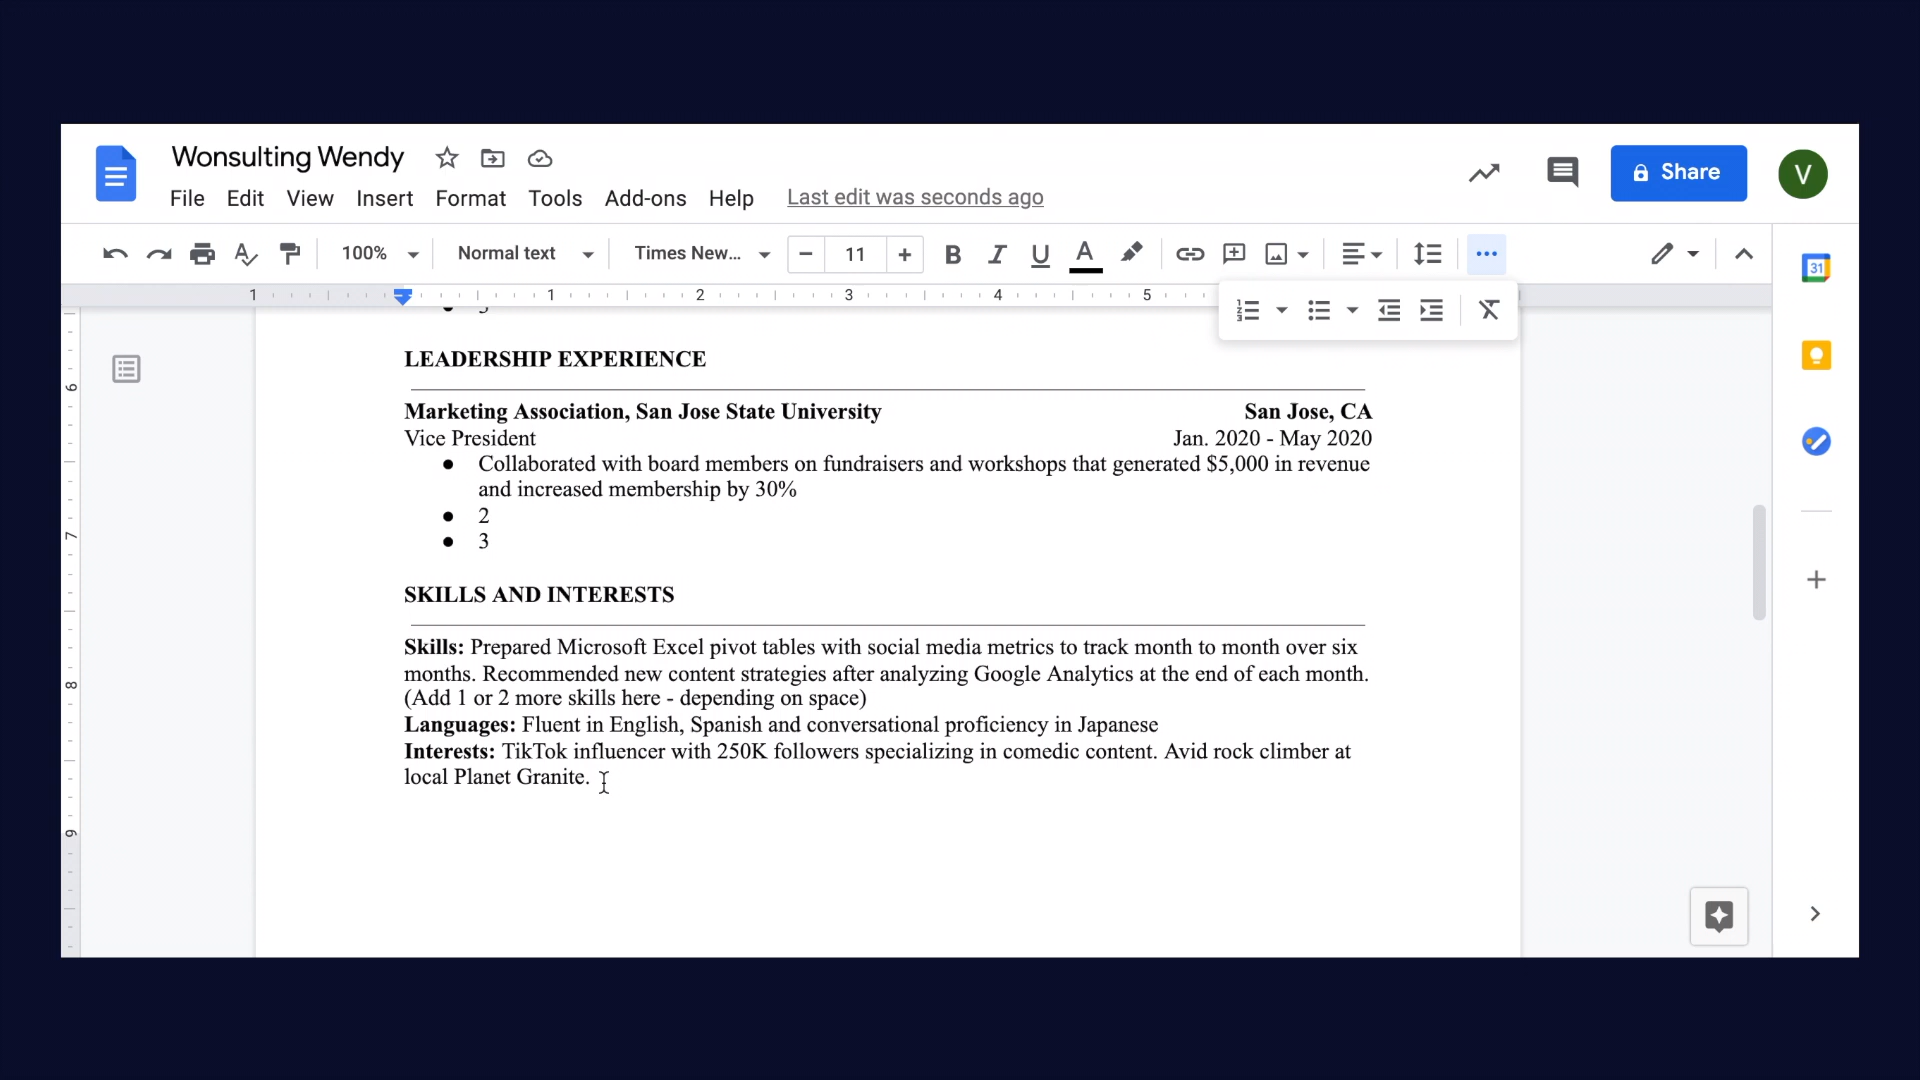 Wonsulting Wendy
File Edit View Insert Format Tools Add-ons Help Last edit was seconds ago
Share
V
100% Normal text Times New... 11 B I U A
31
1 1 2 3 4 5
LEADERSHIP EXPERIENCE
Marketing Association, San Jose State University San Jose, CA
Vice President Jan. 2020 - May 2020
● Collaborated with board members on fundraisers and workshops that generated $5,000 in revenue
and increased membership by 30%
● 2
● 3
SKILLS AND INTERESTS
Skills: Prepared Microsoft Excel pivot tables with social media metrics to track month to month over six
months. Recommended new content strategies after analyzing Google Analytics at the end of each month.
(Add 1 or 2 more skills here - depending on space)
Languages: Fluent in English, Spanish and conversational proficiency in Japanese
Interests: TikTok influencer with 250K followers specializing in comedic content. Avid rock climber at
local Planet Granite.
6
7
8
9